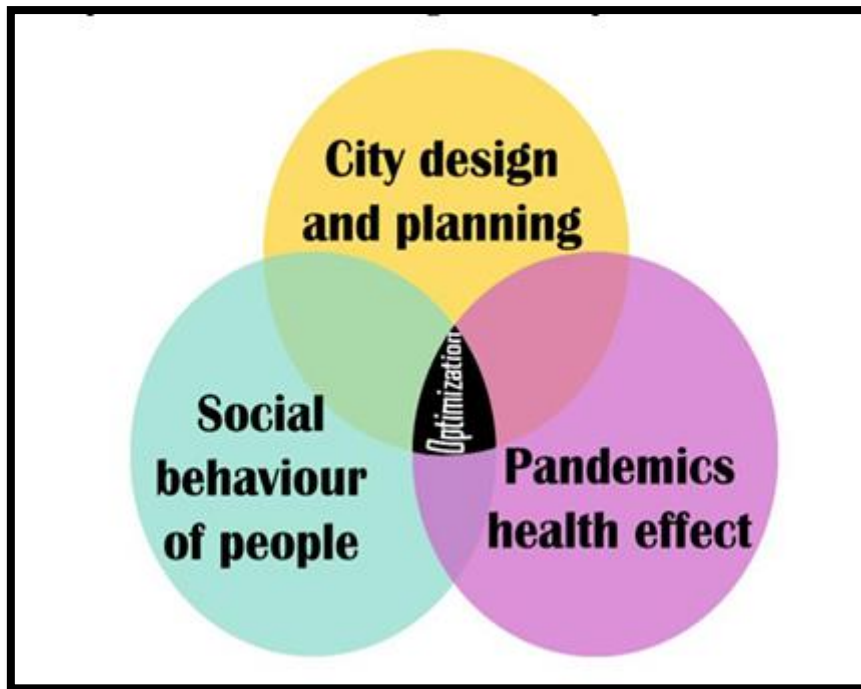 City design
and planning
Optimization
Social
behaviour
of people
Pandemics
health effect